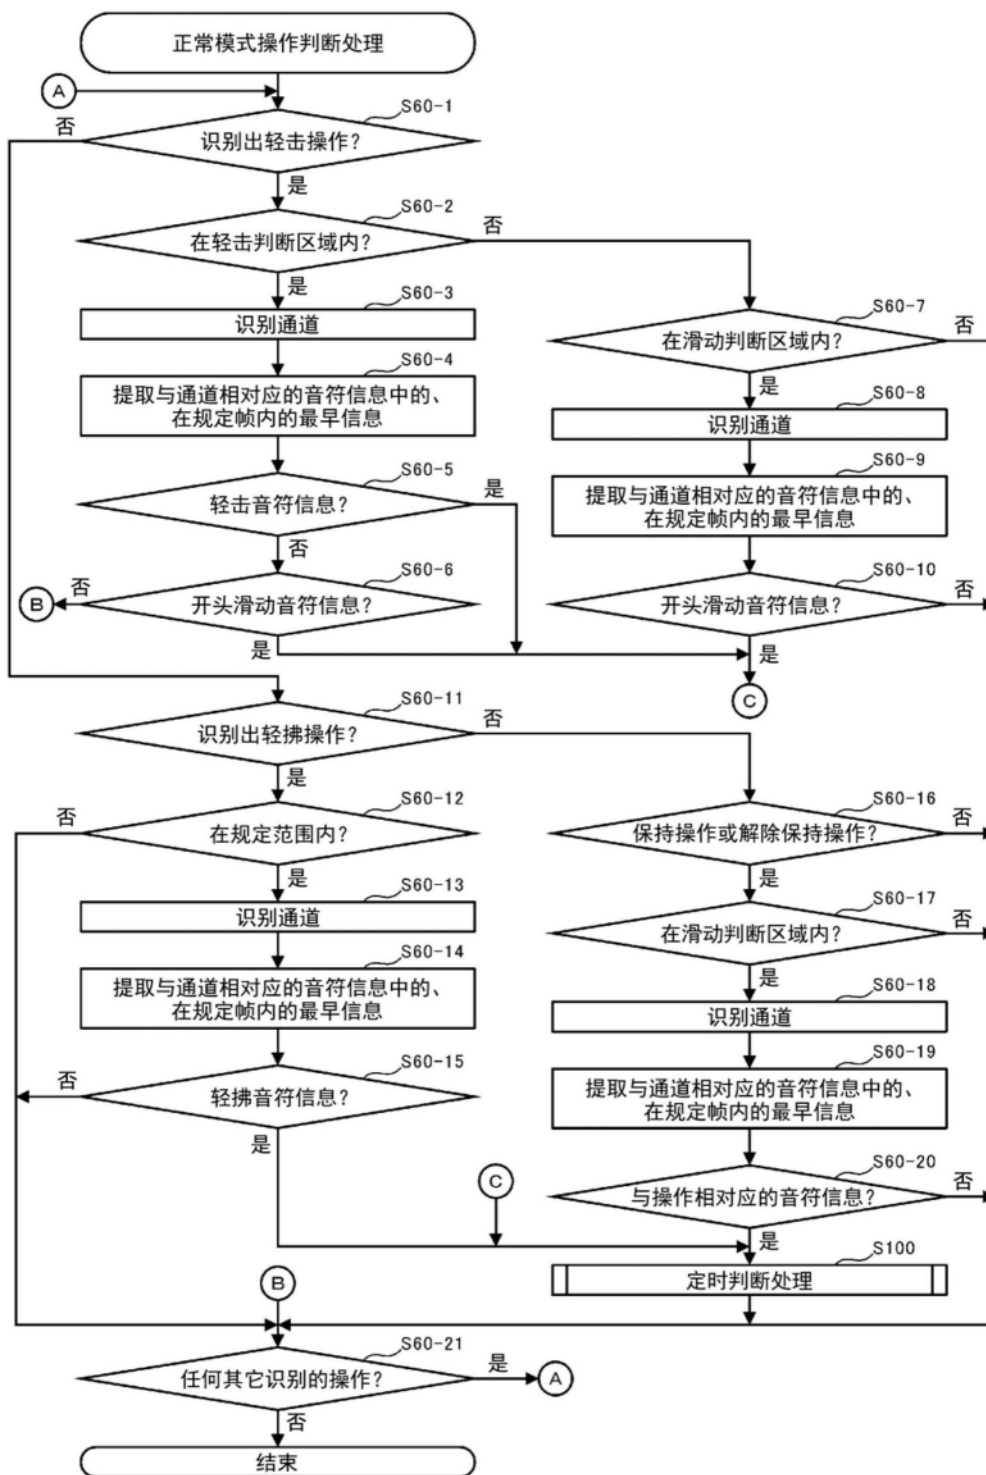 正常模式操作判断处理
A
S60-1
否
识别出轻击操作?
是
S60-2
否
在轻击判断区域内?
是
S60-3
识别通道
S60-4
提取与通道相对应的音符信息中的、
在规定帧内的最早信息
S60-5
轻击音符信息?
是
否
S60-6
否
B
开头滑动音符信息?
是
S60-7
在滑动判断区域内?
否
是
S60-8
识别通道
S60-9
提取与通道相对应的音符信息中的、
在规定帧内的最早信息
S60-10
开头滑动音符信息?
否
是
C
S60-11
识别出轻拂操作?
否
是
S60-12
否
在规定范围内?
是
S60-13
识别通道
S60-14
提取与通道相对应的音符信息中的、
在规定帧内的最早信息
S60-15
否
轻拂音符信息?
是
S60-16
保持操作或解除保持操作?
否
是
S60-17
在滑动判断区域内?
否
是
S60-18
识别通道
S60-19
提取与通道相对应的音符信息中的、
在规定帧内的最早信息
S60-20
与操作相对应的音符信息?
否
是
C
S100
定时判断处理
B
S60-21
任何其它识别的操作?
是
A
否
结束